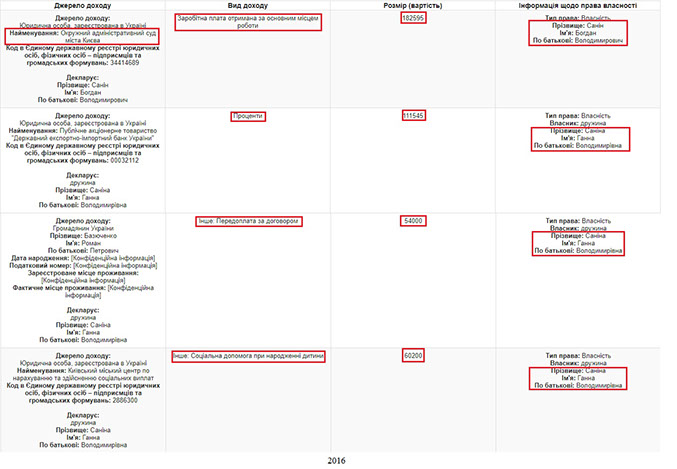 Джерело доходу Вид доходу Розмір (вартість) Інформація щодо права власності
Джерело доходу:
Юридична особа, зареєстрована в Україні
Найменування: Окружний адміністративний суд
міста Києва
Код в Єдиному державному реєстрі юридичних
осіб, фізичних осіб – підприємців та
громадських формувань: 34414689
Декларує:
Прізвище: Санін
Ім'я: Богдан
По батькові: Володимирович
Заробітна плата отримана за основним місцем
роботи
182595
Тип права: Власність
Прізвище: Санін
Ім'я: Богдан
По батькові: Володимирович
Джерело доходу:
Юридична особа, зареєстрована в Україні
Найменування: Публічне акціонерне товариство
"Державний експортно-імпортний банк України"
Код в Єдиному державному реєстрі юридичних
осіб, фізичних осіб – підприємців та
громадських формувань: 00032112
Декларує:
дружина
Прізвище: Саніна
Ім'я: Ганна
По батькові: Володимирівна
Проценти
111545
Тип права: Власність
Власник: дружина
Прізвище: Саніна
Ім'я: Ганна
По батькові: Володимирівна
Джерело доходу:
Громадянин України
Прізвище: Базюченко
Ім'я: Роман
По батькові: Петрович
Дата народження: [Конфіденційна інформація]
Податковий номер: [Конфіденційна інформація]
Зареєстроване місце проживання:
[Конфіденційна інформація]
Фактичне місце проживання: [Конфіденційна
інформація]
Декларує:
дружина
Прізвище: Саніна
Ім'я: Ганна
По батькові: Володимирівна
Інше: Передоплата за договором
54000
Тип права: Власність
Власник: дружина
Прізвище: Саніна
Ім'я: Ганна
По батькові: Володимирівна
Джерело доходу:
Юридична особа, зареєстрована в Україні
Найменування: Київський міський центр по
нарахуванню та здійсненню соціальних виплат
Код в Єдиному державному реєстрі юридичних
осіб, фізичних осіб – підприємців та
громадських формувань: 2886300
Декларує:
дружина
Прізвище: Саніна
Ім'я: Ганна
По батькові: Володимирівна
Інше: Соціальна допомога при народженні дитини
60200
Тип права: Власність
Власник: дружина
Прізвище: Саніна
Ім'я: Ганна
По батькові: Володимирівна
2016